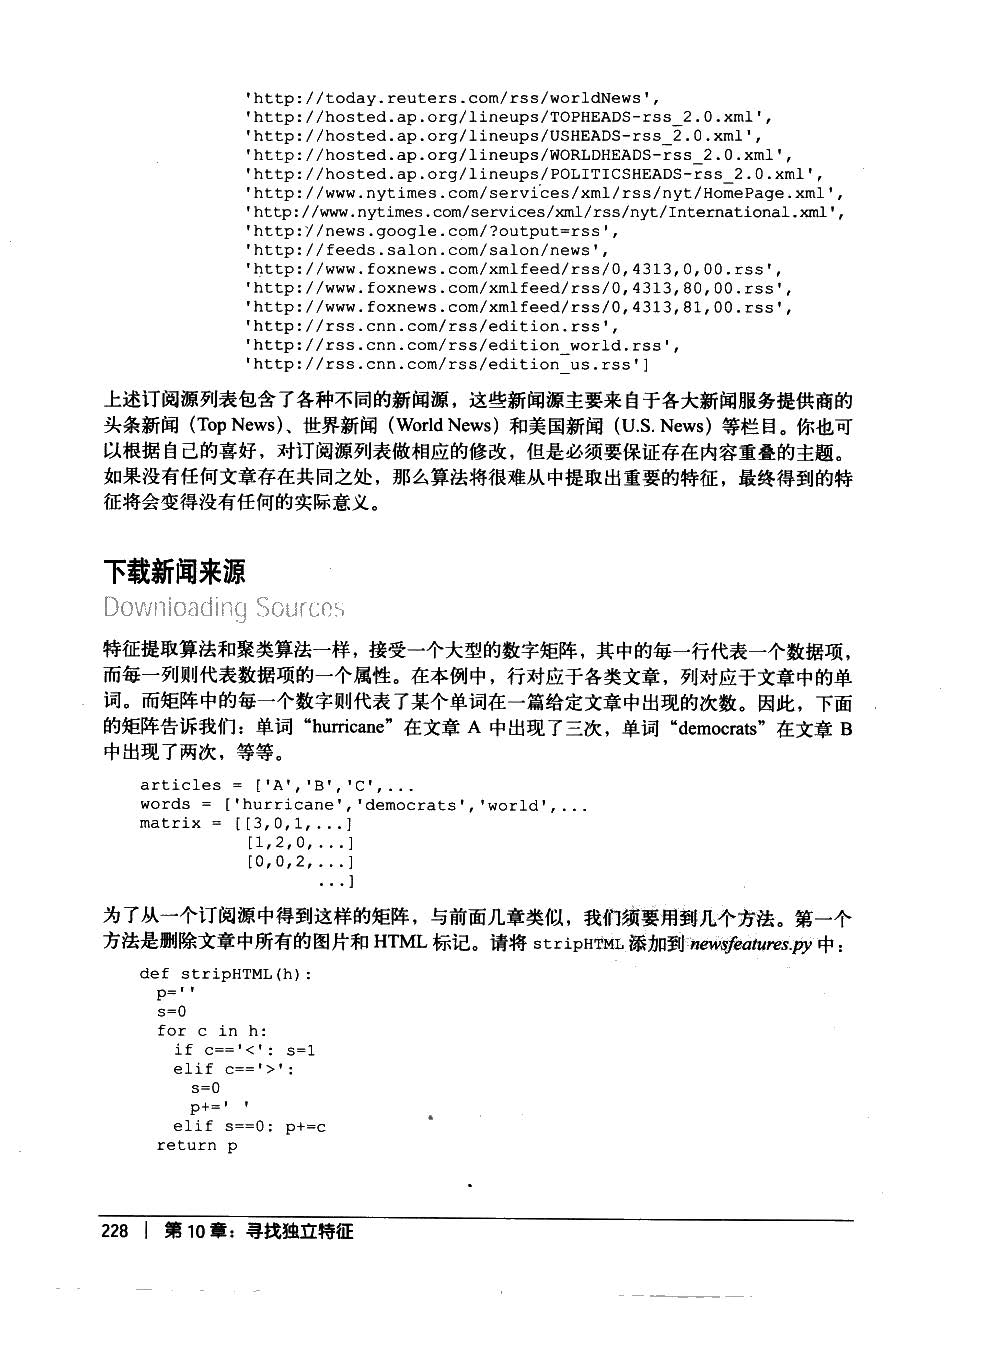 'http://today.reuters.com/rss/worldNews',
'http://hosted.ap.org/lineups/TOPHEADS-rss_2.0.xml',
'http://hosted.ap.org/lineups/USHEADS-rss_2.0.xml',
'http://hosted.ap.org/lineups/WORLDHEADS-rss_2.0.xml',
'http://hosted.ap.org/lineups/POLITICSHEADS-rss_2.0.xml',
'http://www.nytimes.com/services/xml/rss/nyt/HomePage.xml',
'http://www.nytimes.com/services/xml/rss/nyt/International.xml',
'http://news.google.com/?output=rss',
'http://feeds.salon.com/salon/news',
'http://www.foxnews.com/xmlfeed/rss/0,4313,0,00.rss',
'http://www.foxnews.com/xmlfeed/rss/0,4313,80,00.rss',
'http://www.foxnews.com/xmlfeed/rss/0,4313,81,00.rss',
'http://rss.cnn.com/rss/edition.rss',
'http://rss.cnn.com/rss/edition_world.rss',
'http://rss.cnn.com/rss/edition_us.rss']
上述订阅源列表包含了各种不同的新闻源，这些新闻源主要来自于各大新闻服务提供商的
头条新闻（Top News）、世界新闻（World News）和美国新闻（U.S. News）等栏目。你也可
以根据自己的喜好，对订阅源列表做相应的修改，但是必须要保证存在内容重叠的主题。
如果没有任何文章存在共同之处，那么算法将很难从中提取出重要的特征，最终得到的特
征将会变得没有任何的实际意义。
下载新闻来源
Downloading Sources
特征提取算法和聚类算法一样，接受一个大型的数字矩阵，其中的每一行代表一个数据项，
而每一列则代表数据项的一个属性。在本例中，行对应于各类文章，列对应于文章中的单
词。而矩阵中的每一个数字则代表了某个单词在一篇给定文章中出现的次数。因此，下面
的矩阵告诉我们：单词“hurricane”在文章 A 中出现了三次，单词“democrats”在文章 B
中出现了两次，等等。
articles = ['A','B','C',...
words = ['hurricane','democrats','world',...
matrix = [[3,0,1,...]
[1,2,0,...]
[0,0,2,...]
...]
为了从一个订阅源中得到这样的矩阵，与前面几章类似，我们须要用到几个方法。第一个
方法是删除文章中所有的图片和 HTML 标记。请将 stripHTML 添加到 newsfeatures.py 中：
def stripHTML(h):
p=''
s=0
for c in h:
if c=='<': s=1
elif c=='>':
s=0
p+=' '
elif s==0: p+=c
return p
228 | 第 10 章：寻找独立特征